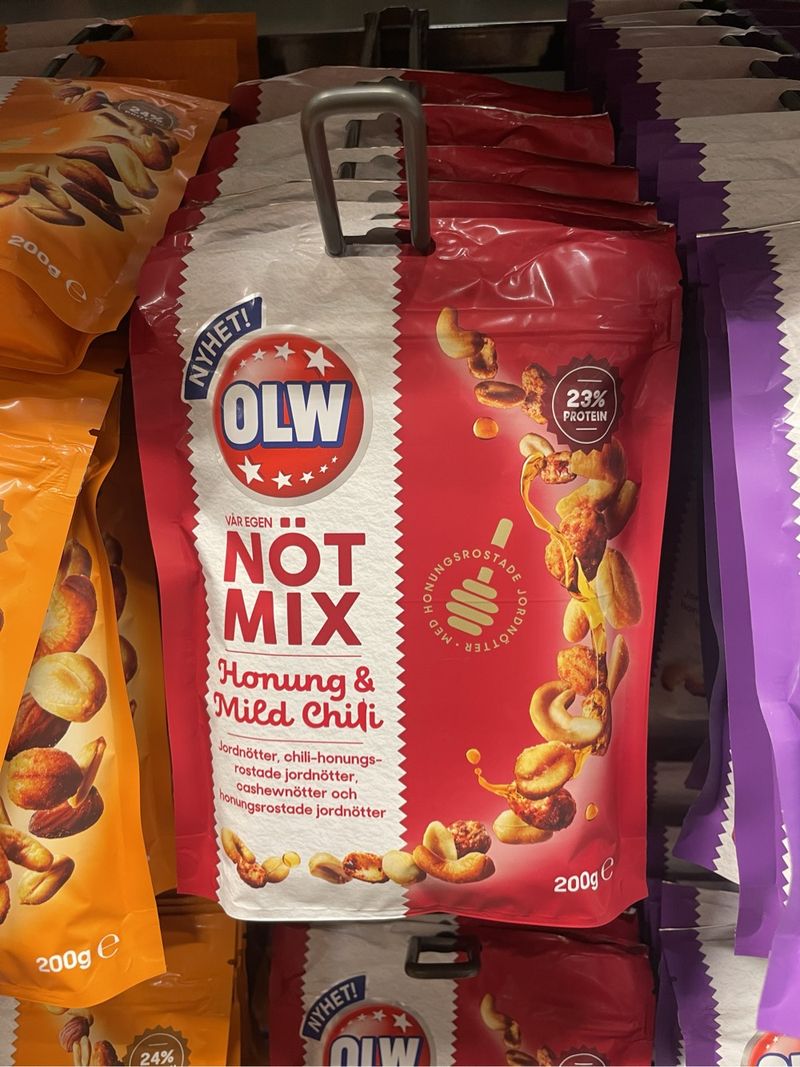 NYHET!
OLW
VÅR EGEN
NÖT
MIX
Honung &
Mild Chili
Jordnötter, chili-honungs-
rostade jordnötter,
cashewnötter och
honungsrostade jordnötter
23%
PROTEIN
• MED HONUNGSROSTADE JORDNÖTTER
200g e
24%
200g e
200g e
24%
NYHET!
OLW